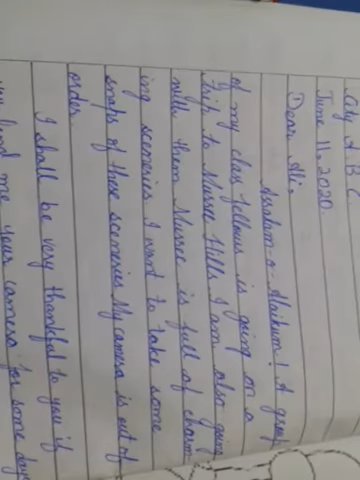 City A. B. C
June 11, 2020.
Dear Ali,
Assalam-o-Alaikum! A group
of my class fellows is going on a
trip to Murree Hills I am also going
with them Murree is full of charm
ing sceneries I want to take some
snaps of these sceneries My camera is out of
order.
I shall be very thankful to you if
you lend me your camera for some days